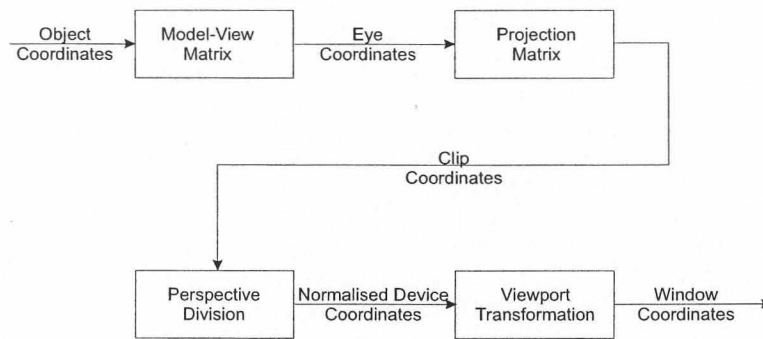 Object
Coordinates
Model-View
Matrix
Eye
Coordinates
Projection
Matrix
Clip
Coordinates
Perspective
Division
Normalised Device
Coordinates
Viewport
Transformation
Window
Coordinates